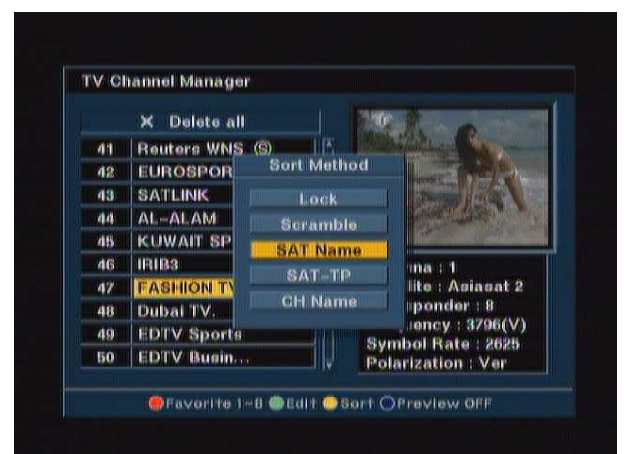 TV Channel Manager
X Delete all
41 Reuters WNS (S)
42 EUROSPOR
43 SATLINK
44 AL-ALAM
45 KUWAIT SP
46 IRIB3
47 FASHION TV
48 Dubai TV.
49 EDTV Sports
50 EDTV Busin...
Sort Method
Lock
Scramble
SAT Name
SAT-TP
CH Name
nna : 1
llite : Asiasat 2
sponder : 8
uency : 3796(V)
Symbol Rate : 2625
Polarization : Ver
Favorite 1~8 Edit Sort Preview OFF